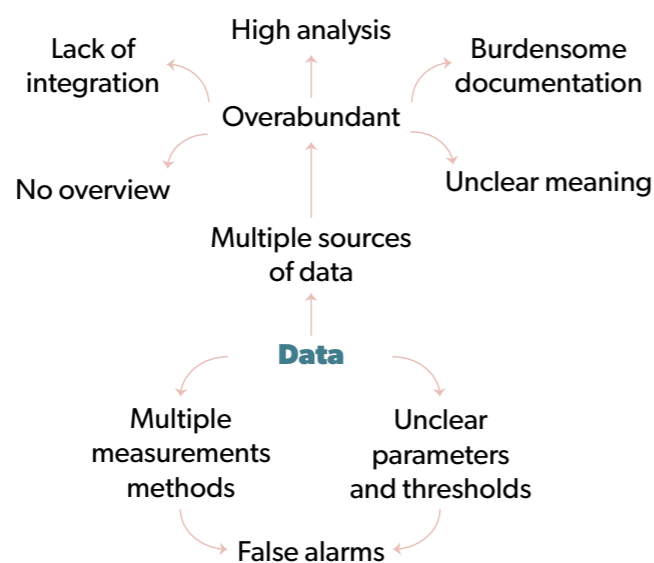 High analysis
Lack of
integration
Burdensome
documentation
Overabundant
No overview
Unclear meaning
Multiple sources
of data
Data
Multiple
measurements
methods
Unclear
parameters
and thresholds
False alarms